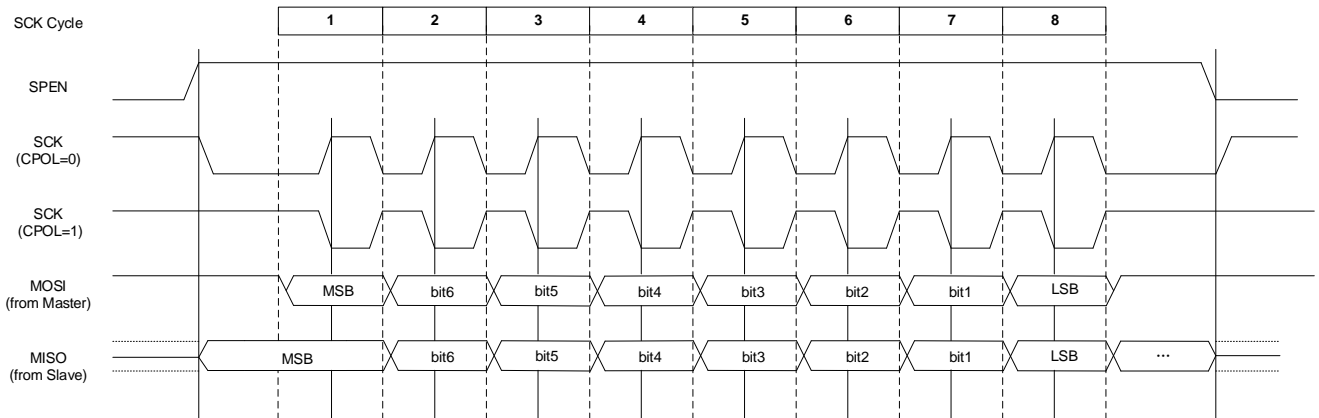 SCK Cycle 1 2 3 4 5 6 7 8
SPEN
SCK
(CPOL=0)
SCK
(CPOL=1)
MOSI
(from Master)
MSB bit6 bit5 bit4 bit3 bit2 bit1 LSB
MISO
(from Slave)
MSB bit6 bit5 bit4 bit3 bit2 bit1 LSB ...